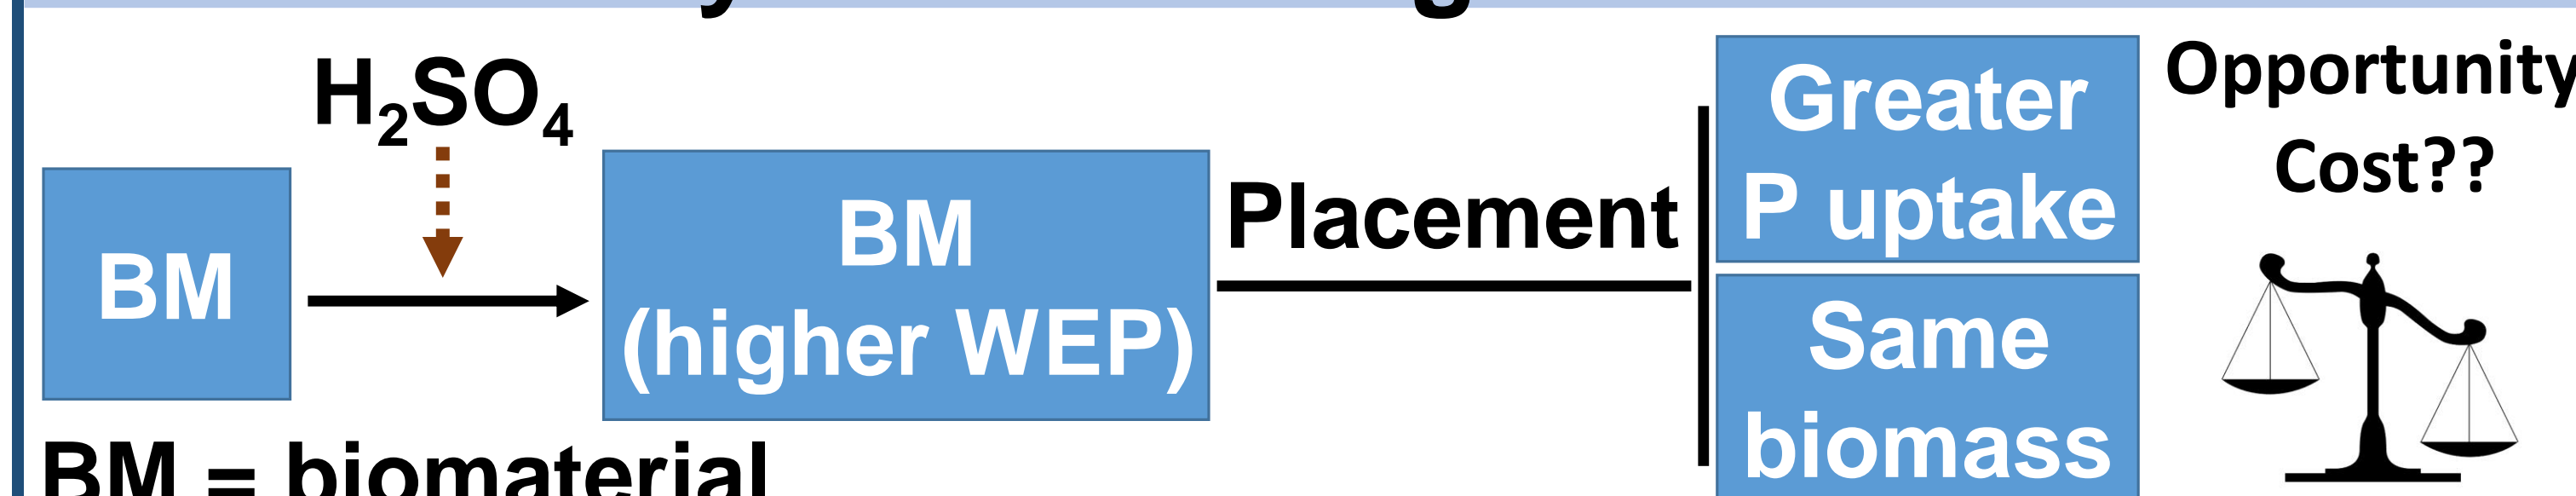 H₂SO₄
BM
BM
(higher WEP)
Placement
Greater
P uptake
Same
biomass
Opportunity
Cost??
BM = biomaterial